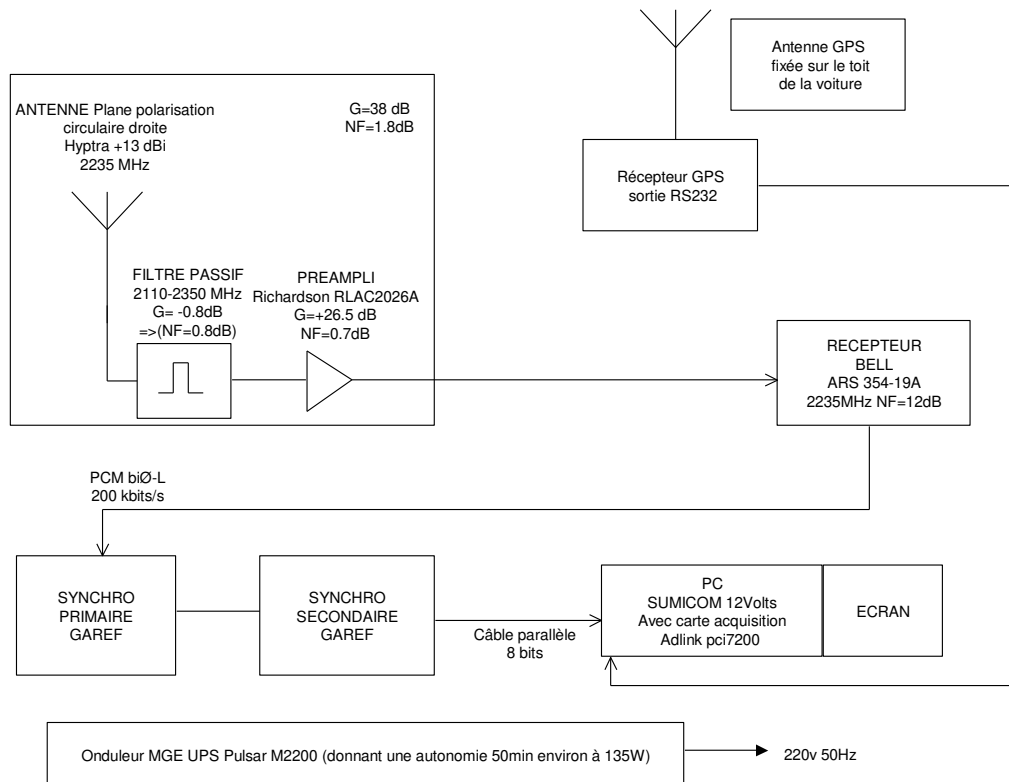 Antenne GPS
fixée sur le toit
de la voiture
ANTENNE Plane polarisation
circulaire droite
Hyptra +13 dBi
2235 MHz
G=38 dB
NF=1.8dB
Récepteur GPS
sortie RS232
FILTRE PASSIF
2110-2350 MHz
G= -0.8dB
=>(NF=0.8dB)
PREAMPLI
Richardson RLAC2026A
G=+26.5 dB
NF=0.7dB
RECEPTEUR
BELL
ARS 354-19A
2235MHz NF=12dB
PCM biØ-L
200 kbits/s
SYNCHRO
PRIMAIRE
GAREF
SYNCHRO
SECONDAIRE
GAREF
Câble parallèle
8 bits
PC
SUMICOM 12Volts
Avec carte acquisition
Adlink pci7200
ECRAN
Onduleur MGE UPS Pulsar M2200 (donnant une autonomie 50min environ à 135W)
220v 50Hz